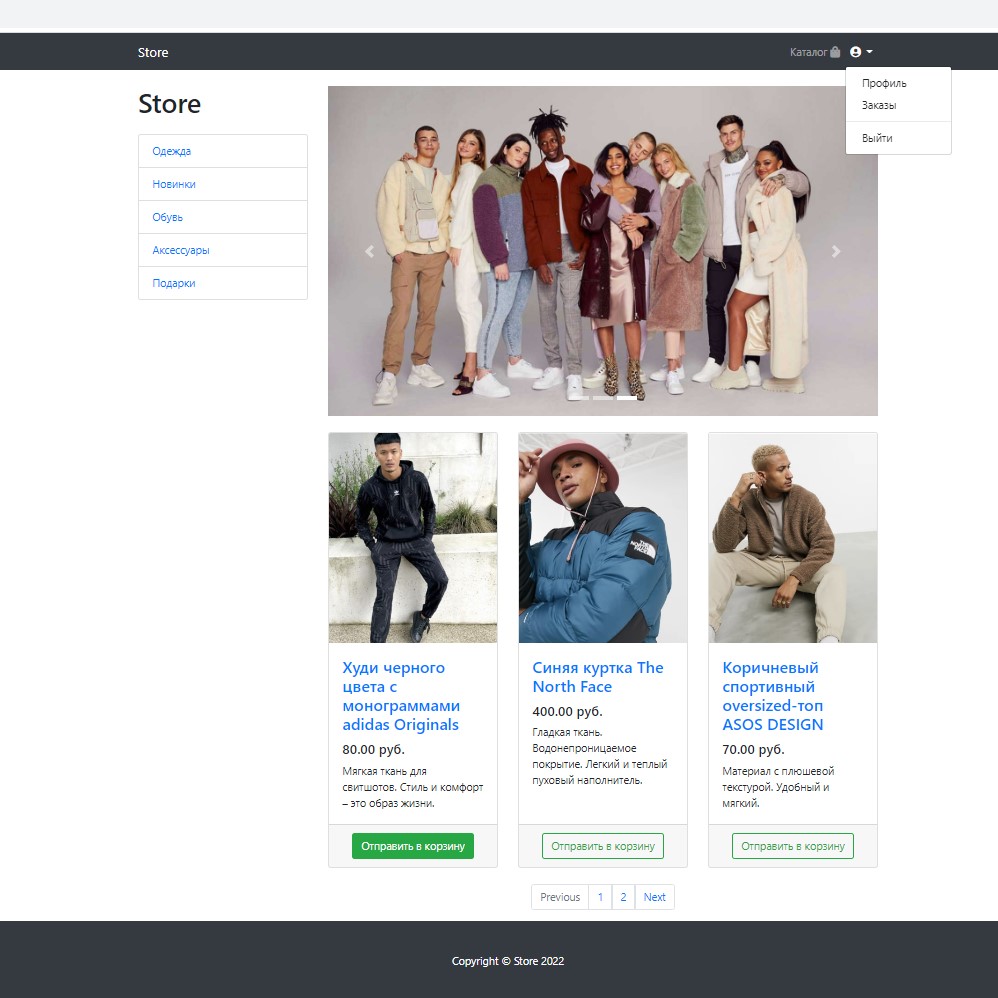 Store
Каталог
Профиль
Заказы
Выйти
Store
Одежда
Новинки
Обувь
Аксессуары
Подарки
THE
NORTH
FACE
Худи черного
цвета с
монограммами
adidas Originals
80.00 руб.
Мягкая ткань для
свитшотов. Стиль и комфорт
– это образ жизни.
Отправить в корзину
Синяя куртка The
North Face
400.00 руб.
Гладкая ткань.
Водонепроницаемое
покрытие. Легкий и теплый
пуховый наполнитель.
Отправить в корзину
Коричневый
спортивный
oversized-топ
ASOS DESIGN
70.00 руб.
Материал с плюшевой
текстурой. Удобный и
мягкий.
Отправить в корзину
Previous 1 2 Next
Copyright © Store 2022